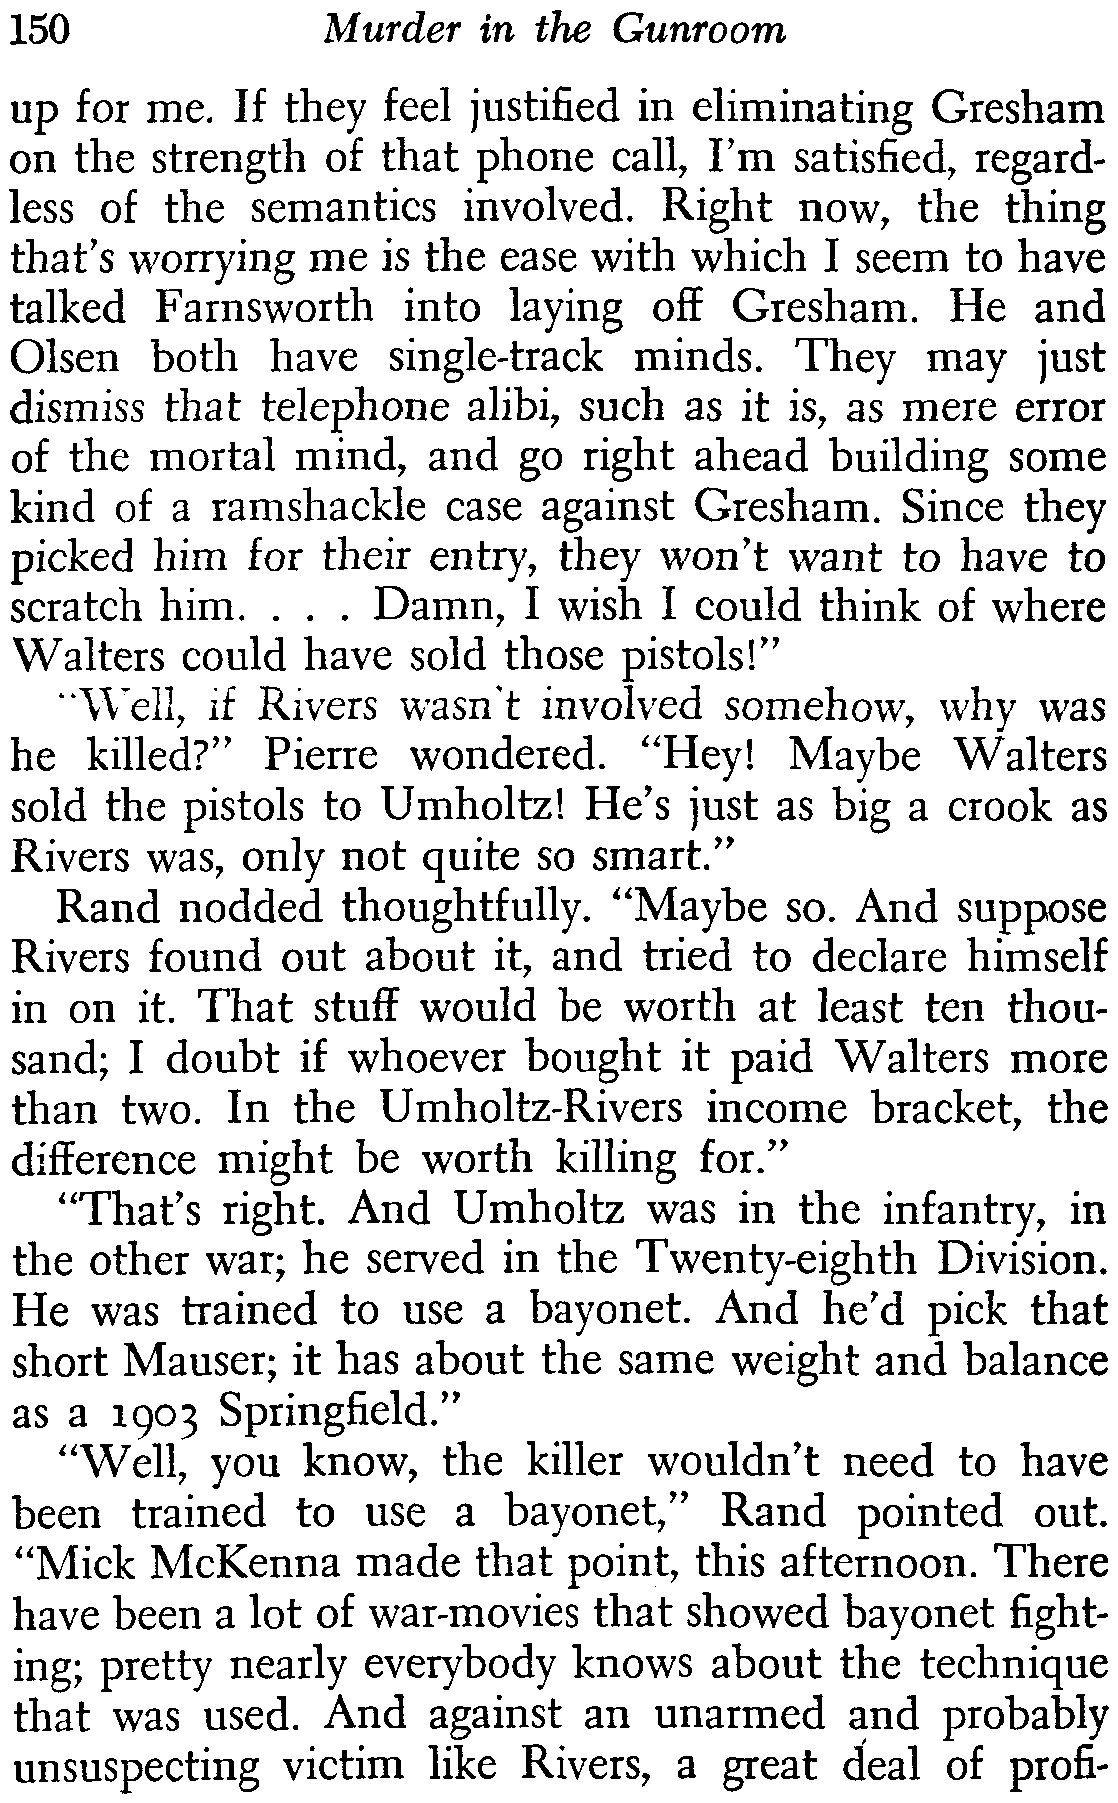 150 Murder in the Gunroom
up for me. If they feel justified in eliminating Gresham
on the strength of that phone call, I'm satisfied, regard-
less of the semantics involved. Right now, the thing
that's worrying me is the ease with which I seem to have
talked Farnsworth into laying off Gresham. He and
Olsen both have single-track minds. They may just
dismiss that telephone alibi, such as it is, as mere error
of the mortal mind, and go right ahead building some
kind of a ramshackle case against Gresham. Since they
picked him for their entry, they won't want to have to
scratch him. . . . Damn, I wish I could think of where
Walters could have sold those pistols!”
“Well, if Rivers wasn't involved somehow, why was
he killed?” Pierre wondered. “Hey! Maybe Walters
sold the pistols to Umholtz! He's just as big a crook as
Rivers was, only not quite so smart.”
Rand nodded thoughtfully. “Maybe so. And suppose
Rivers found out about it, and tried to declare himself
in on it. That stuff would be worth at least ten thou-
sand; I doubt if whoever bought it paid Walters more
than two. In the Umholtz-Rivers income bracket, the
difference might be worth killing for.”
“That's right. And Umholtz was in the infantry, in
the other war; he served in the Twenty-eighth Division.
He was trained to use a bayonet. And he'd pick that
short Mauser; it has about the same weight and balance
as a 1903 Springfield.”
“Well, you know, the killer wouldn't need to have
been trained to use a bayonet,” Rand pointed out.
“Mick McKenna made that point, this afternoon. There
have been a lot of war-movies that showed bayonet fight-
ing; pretty nearly everybody knows about the technique
that was used. And against an unarmed and probably
unsuspecting victim like Rivers, a great deal of profi-